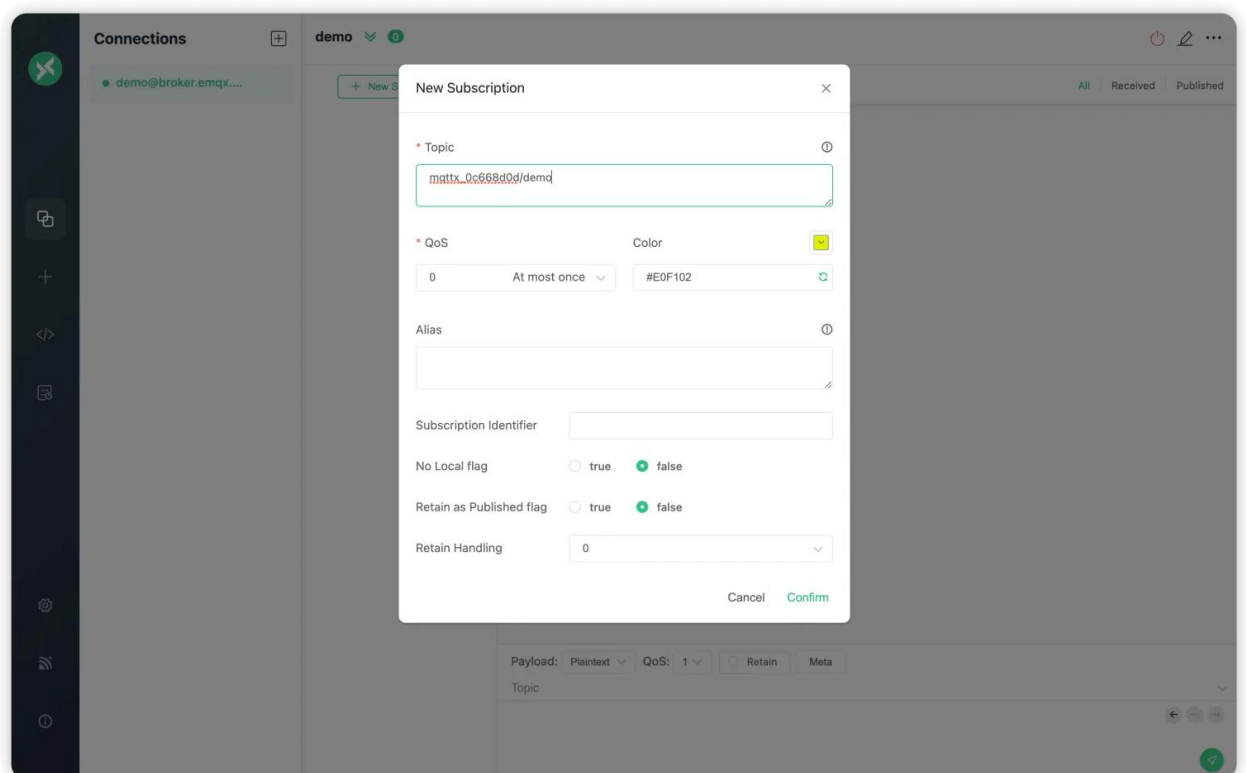 Connections
demo 0
demo@broker.emqx....
+ New S
All Received Published
New Subscription
* Topic
mqttx_0c668d0d/demo
* QoS Color
0 At most once #E0F102
Alias
Subscription Identifier
No Local flag true false
Retain as Published flag true false
Retain Handling 0
Cancel Confirm
Payload: Plaintext QoS: 1 Retain Meta
Topic